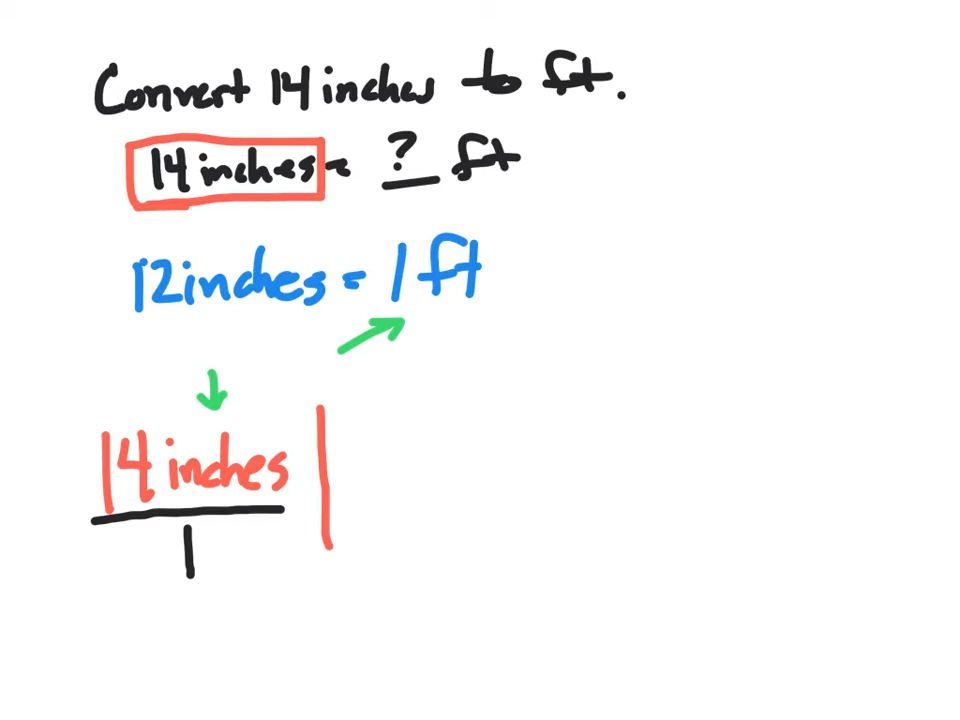 Convert 14 inches to ft.
14 inches = ? ft
12 inches = 1 ft
14 inches
1